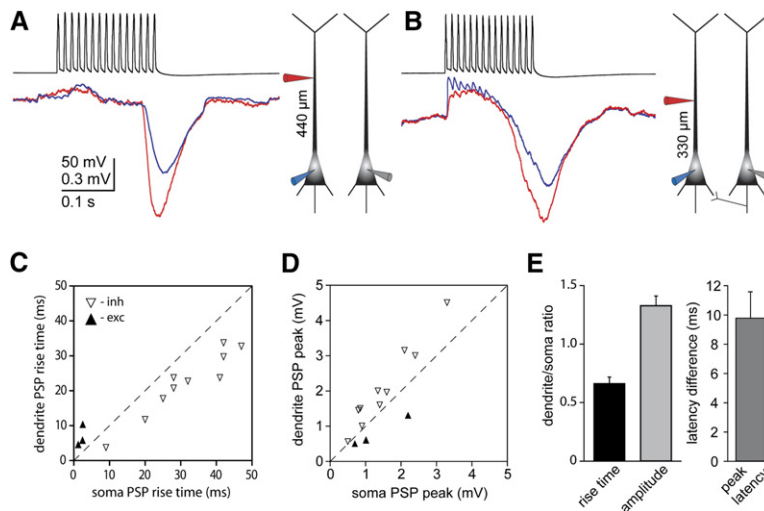 A
440 µm
50 mV
0.3 mV
0.1 s
B
330 µm
C
dendrite PSP rise time (ms)
50
40
30
20
10
0
- inh
- exc
0 10 20 30 40 50
soma PSP rise time (ms)
D
dendrite PSP peak (mV)
5
4
3
2
1
0
0 1 2 3 4 5
soma PSP peak (mV)
E
dendrite/soma ratio
1.5
1.0
0.5
0
rise time
amplitude
latency difference (ms)
12
10
8
6
4
2
0
peak
latency